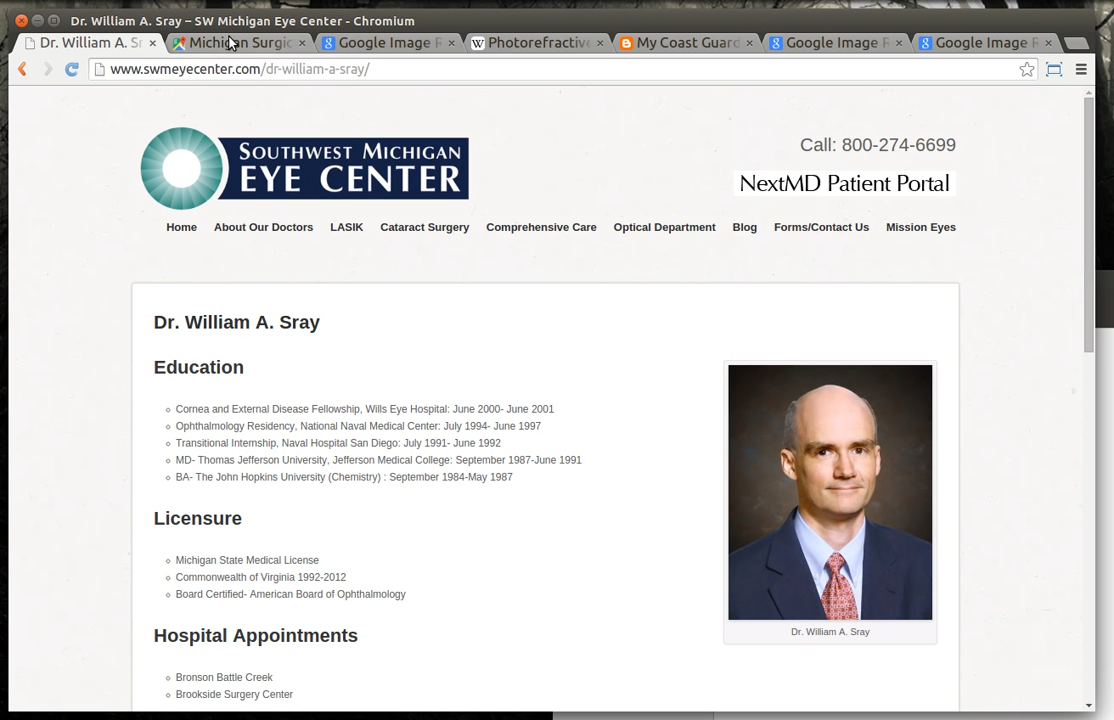 Dr. William A. Sray – SW Michigan Eye Center - Chromium
Dr. William A. Sr
Michigan Surgic
Google Image R
Photorefractive
My Coast Guard
Google Image R
Google Image R
www.swmeyecenter.com/dr-william-a-sray/
SOUTHWEST MICHIGAN
EYE CENTER
Call: 800-274-6699
NextMD Patient Portal
Home About Our Doctors LASIK Cataract Surgery Comprehensive Care Optical Department Blog Forms/Contact Us Mission Eyes
Dr. William A. Sray
Education
Cornea and External Disease Fellowship, Wills Eye Hospital: June 2000- June 2001
Ophthalmology Residency, National Naval Medical Center: July 1994- June 1997
Transitional Internship, Naval Hospital San Diego: July 1991- June 1992
MD- Thomas Jefferson University, Jefferson Medical College: September 1987-June 1991
BA- The John Hopkins University (Chemistry) : September 1984-May 1987
Licensure
Michigan State Medical License
Commonwealth of Virginia 1992-2012
Board Certified- American Board of Ophthalmology
Dr. William A. Sray
Hospital Appointments
Bronson Battle Creek
Brookside Surgery Center